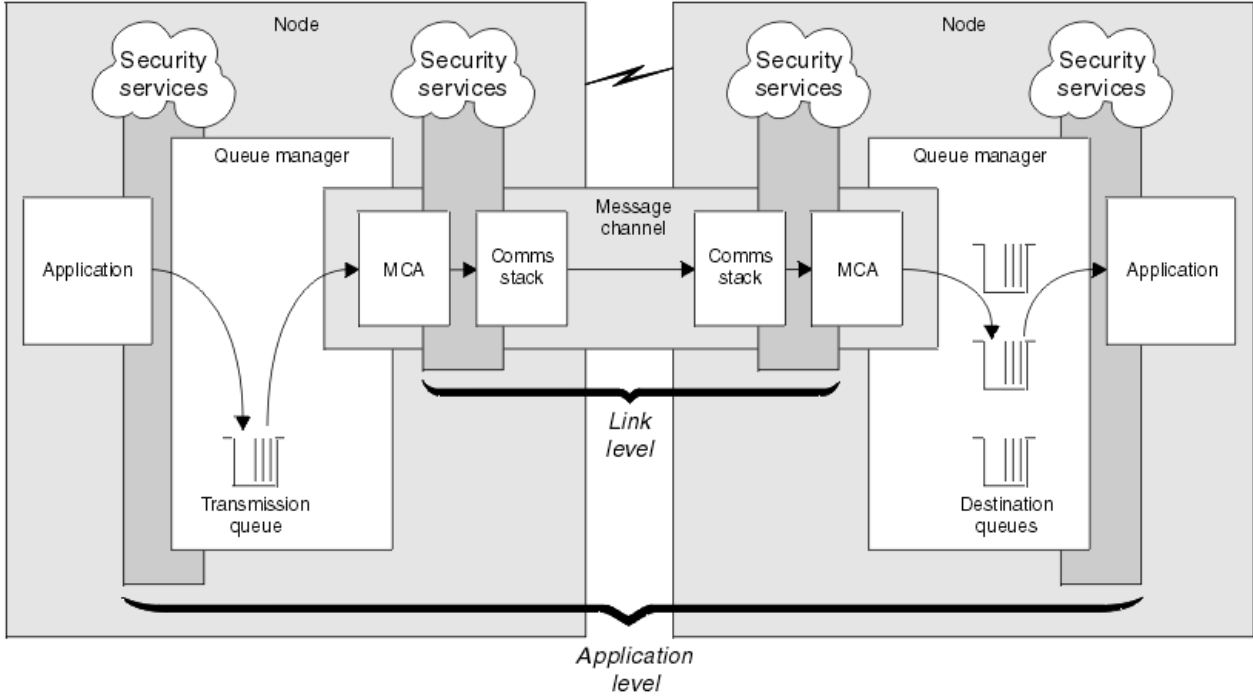 Node
Node
Security
services
Security
services
Security
services
Security
services
Queue manager
Queue manager
Message
channel
Application
MCA
Comms
stack
Comms
stack
MCA
Application
Link
level
Transmission
queue
Destination
queues
Application
level